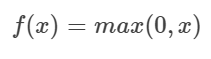 f(x) = max(0, x)